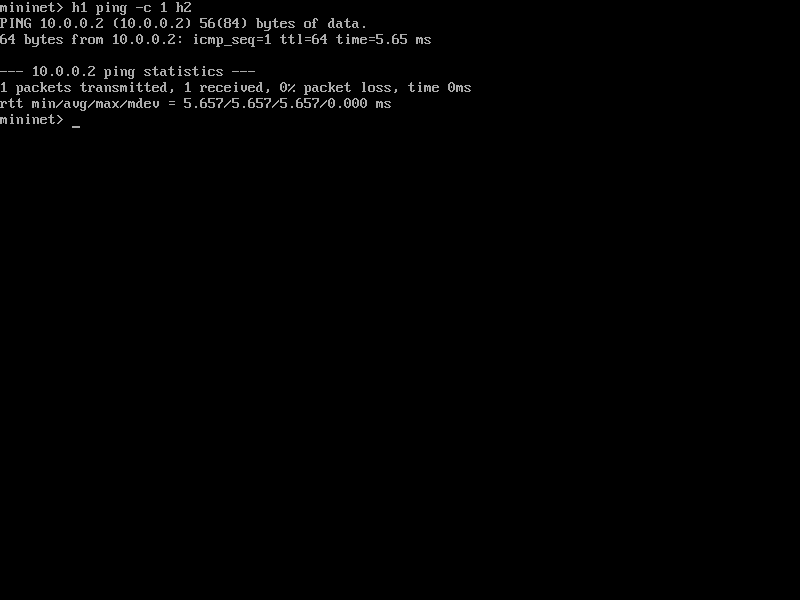 mininet> h1 ping -c 1 h2
PING 10.0.0.2 (10.0.0.2) 56(84) bytes of data.
64 bytes from 10.0.0.2: icmp_seq=1 ttl=64 time=5.65 ms
--- 10.0.0.2 ping statistics ---
1 packets transmitted, 1 received, 0% packet loss, time 0ms
rtt min/avg/max/mdev = 5.657/5.657/5.657/0.000 ms
mininet> _